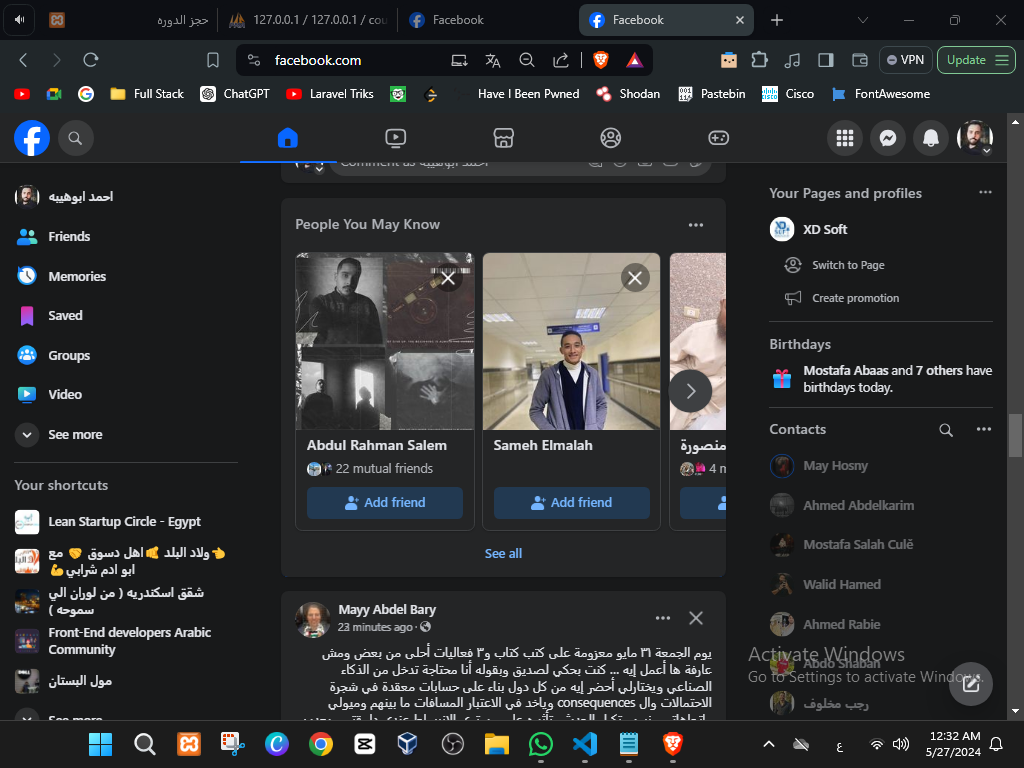 حجز الدوره
127.0.0.1 / 127.0.0.1 / cou
Facebook
Facebook
facebook.com
VPN
Update
Full Stack
ChatGPT
Laravel Triks
Have I Been Pwned
Shodan
Pastebin
Cisco
FontAwesome
Comment as احمد ابوهيبه
احمد ابوهيبه
Friends
Memories
Saved
Groups
Video
See more
Your shortcuts
Lean Startup Circle - Egypt
👈ولاد البلد 👊اهل دسوق 🤝 مع
ابو ادم شرابي💪
شقق اسكندريه ( من لوران الي
سموحه )
Front-End developers Arabic
Community
مول البستان
See more
People You May Know
Abdul Rahman Salem
22 mutual friends
Add friend
Sameh Elmalah
Add friend
منصورة
4 m
See all
Mayy Abdel Bary
23 minutes ago
يوم الجمعة ٣١ مايو معزومة على كتب كتاب و٣ فعاليات أحلى من بعض ومش
عارفة ها أعمل إيه ... كنت بحكي لصديق وبقوله أنا محتاجة تدخل من الذكاء
الصناعي ويختارلي أحضر إيه من كل دول بناء على حسابات معقدة في شجرة
الاحتمالات وال consequences وياخد في الاعتبار المسافات ما بينهم وميولي
Your Pages and profiles
XD Soft
Switch to Page
Create promotion
Birthdays
Mostafa Abaas and 7 others have
birthdays today.
Contacts
May Hosny
Ahmed Abdelkarim
Mostafa Salah Culé
Walid Hamed
Ahmed Rabie
Abdo Shaban
رجب مخلوف
Activate Windows
Go to Settings to activate Windows.
ع
12:32 AM
5/27/2024